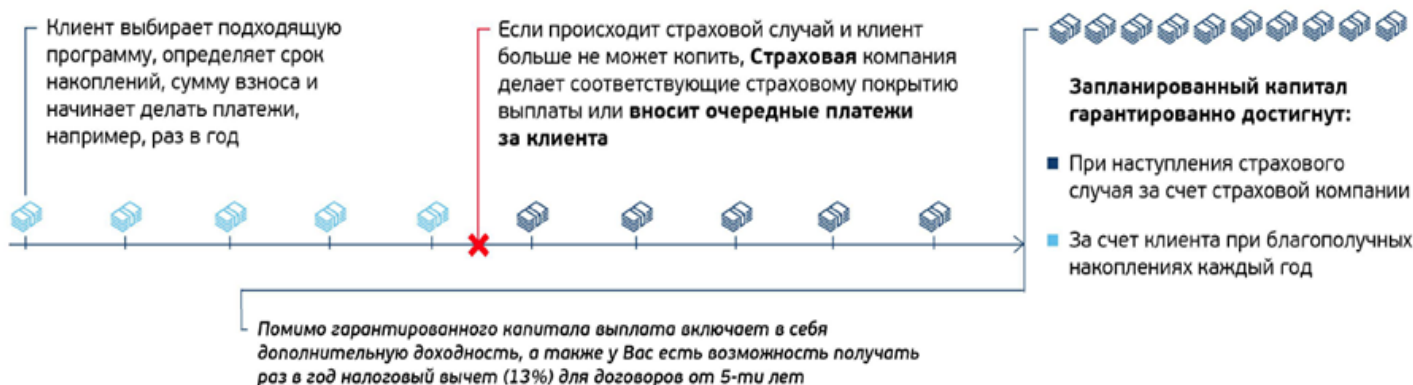 Клиент выбирает подходящую
программу, определяет срок
накоплений, сумму взноса и
начинает делать платежи,
например, раз в год
Если происходит страховой случай и клиент
больше не может копить, Страховая компания
делает соответствующие страховому покрытию
выплаты или вносит очередные платежи
за клиента
Запланированный капитал
гарантированно достигнут:
При наступления страхового
случая за счет страховой компании
За счет клиента при благополучных
накоплениях каждый год
Помимо гарантированного капитала выплата включает в себя
дополнительную доходность, а также у Вас есть возможность получать
раз в год налоговый вычет (13%) для договоров от 5-ти лет